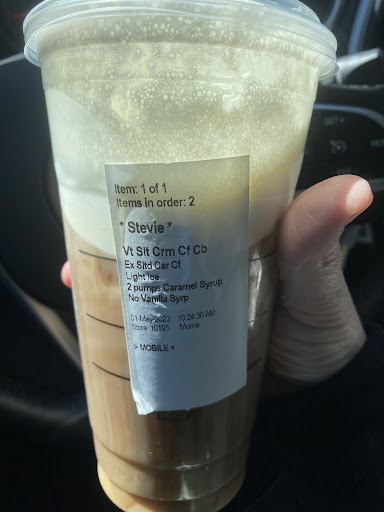 Item: 1 of 1
Items in order: 2
* Stevie *
Vt Slt Crm Cf Cb
Ex Sltd Car Cf
Light Ice
2 pumps Caramel Syrup
No Vanilla Syrp
01-May-2023 10:24:30 AM
Store 10195 Mobile
> MOBILE <
SET